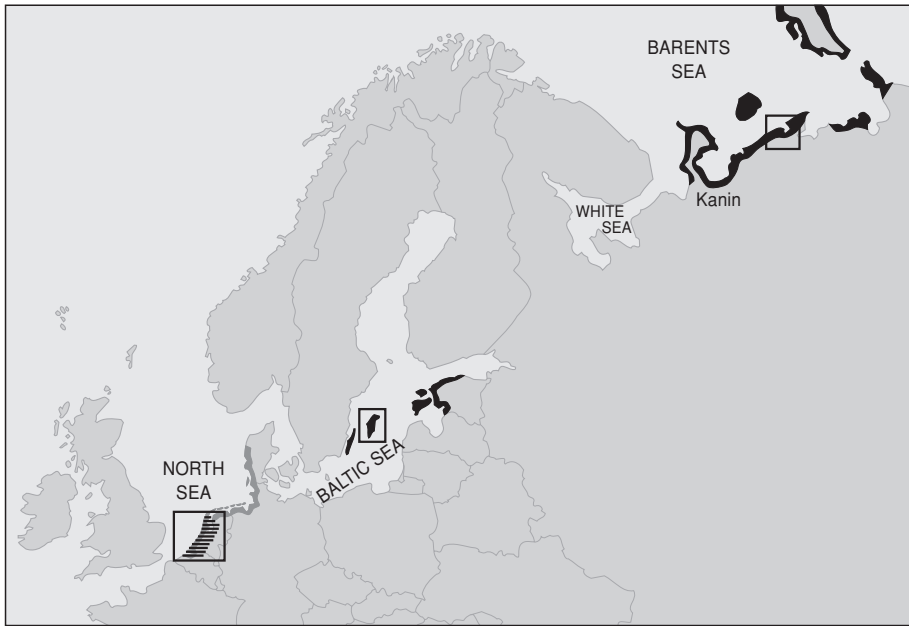 BARENTS
SEA
Kanin
WHITE
SEA
BALTIC SEA
NORTH
SEA